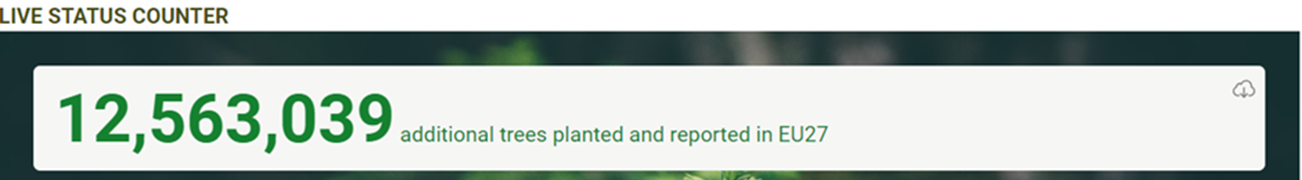 LIVE STATUS COUNTER
12,563,039 additional trees planted and reported in EU27